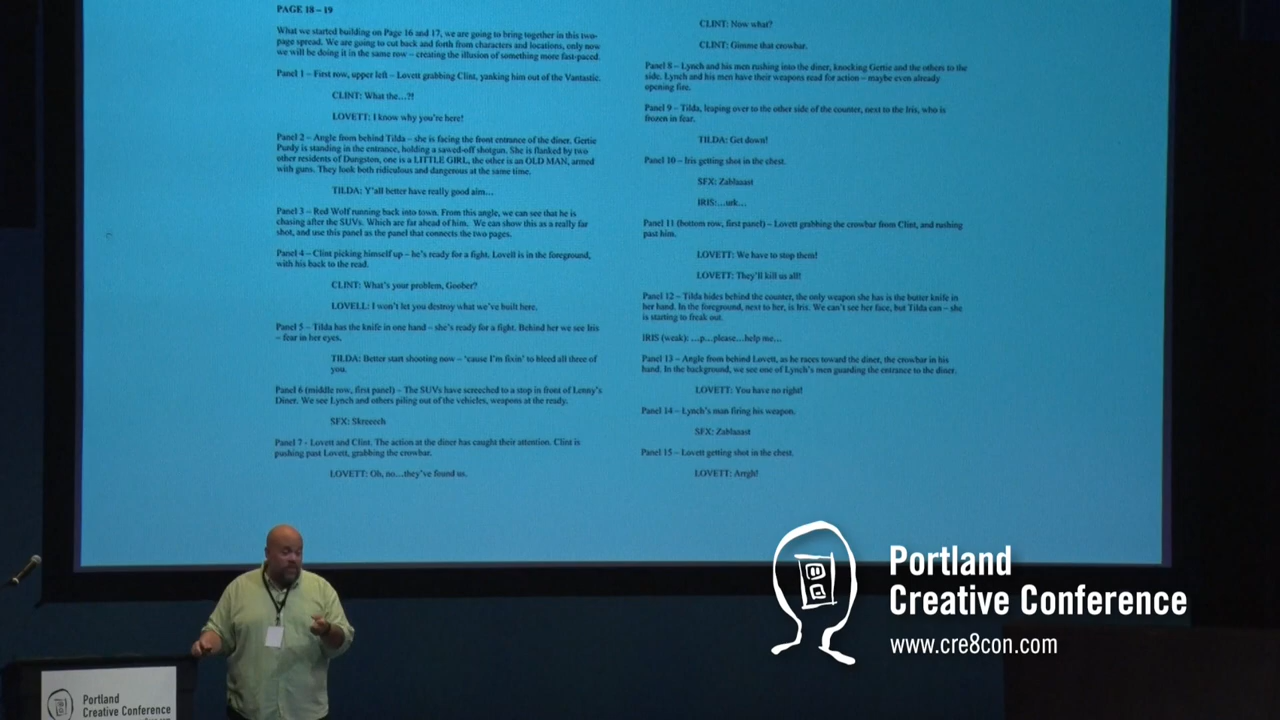 PAGE 18 – 19
What we started building on Page 16 and 17, we are going to bring together in this two-
page spread. We are going to cut back and forth from characters and locations, only now
we will be doing it in the same row – creating the illusion of something more fast-paced.
Panel 1 – First row, upper left – Lovett grabbing Clint, yanking him out of the Vantastic.
CLINT: What the…?!
LOVETT: I know why you're here!
Panel 2 – Angle from behind Tilda – she is facing the front entrance of the diner. Gertie
Purdy is standing in the entrance, holding a sawed-off shotgun. She is flanked by two
other residents of Dungston, one is a LITTLE GIRL, the other is an OLD MAN, armed
with guns. They look both ridiculous and dangerous at the same time.
TILDA: Y'all better have really good aim…
Panel 3 – Red Wolf running back into town. From this angle, we can see that he is
chasing after the SUVs. Which are far ahead of him. We can show this as a really far
shot, and use this panel as the panel that connects the two pages.
Panel 4 – Clint picking himself up – he's ready for a fight. Lovell is in the foreground,
with his back to the read.
CLINT: What's your problem, Goober?
LOVELL: I won't let you destroy what we've built here.
Panel 5 – Tilda has the knife in one hand – she's ready for a fight. Behind her we see Iris
– fear in her eyes.
TILDA: Better start shooting now – 'cause I'm fixin' to bleed all three of
you.
Panel 6 (middle row, first panel) – The SUVs have screeched to a stop in front of Lenny's
Diner. We see Lynch and others piling out of the vehicles, weapons at the ready.
SFX: Skreeech
Panel 7 - Lovett and Clint. The action at the diner has caught their attention. Clint is
pushing past Lovett, grabbing the crowbar.
LOVETT: Oh, no…they've found us.
CLINT: Now what?
CLINT: Gimme that crowbar.
Panel 8 – Lynch and his men rushing into the diner, knocking Gertie and the others to the
side. Lynch and his men have their weapons read for action – maybe even already
opening fire.
Panel 9 – Tilda, leaping over to the other side of the counter, next to the Iris, who is
frozen in fear.
TILDA: Get down!
Panel 10 – Iris getting shot in the chest.
SFX: Zablaaast
IRIS:…urk…
Panel 11 (bottom row, first panel) – Lovett grabbing the crowbar from Clint, and rushing
past him.
LOVETT: We have to stop them!
LOVETT: They'll kill us all!
Panel 12 – Tilda hides behind the counter, the only weapon she has is the butter knife in
her hand. In the foreground, next to her, is Iris. We can't see her face, but Tilda can – she
is starting to freak out.
IRIS (weak): …p…please…help me…
Panel 13 – Angle from behind Lovett, as he races toward the diner, the crowbar in his
hand. In the background, we see one of Lynch's men guarding the entrance to the diner.
LOVETT: You have no right!
Panel 14 – Lynch's man firing his weapon.
SFX: Zablaaast
Panel 15 – Lovett getting shot in the chest.
LOVETT: Arrgh!
Portland
Creative Conference
www.cre8con.com
Portland
Creative Conference